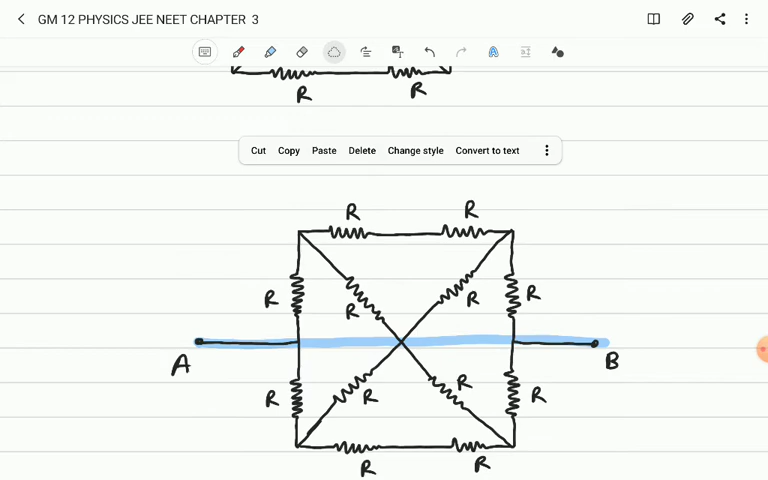 GM 12 PHYSICS JEE NEET CHAPTER 3
R R
Cut Copy Paste Delete Change style Convert to text
R R
R R R R
A B
R R R R
R R